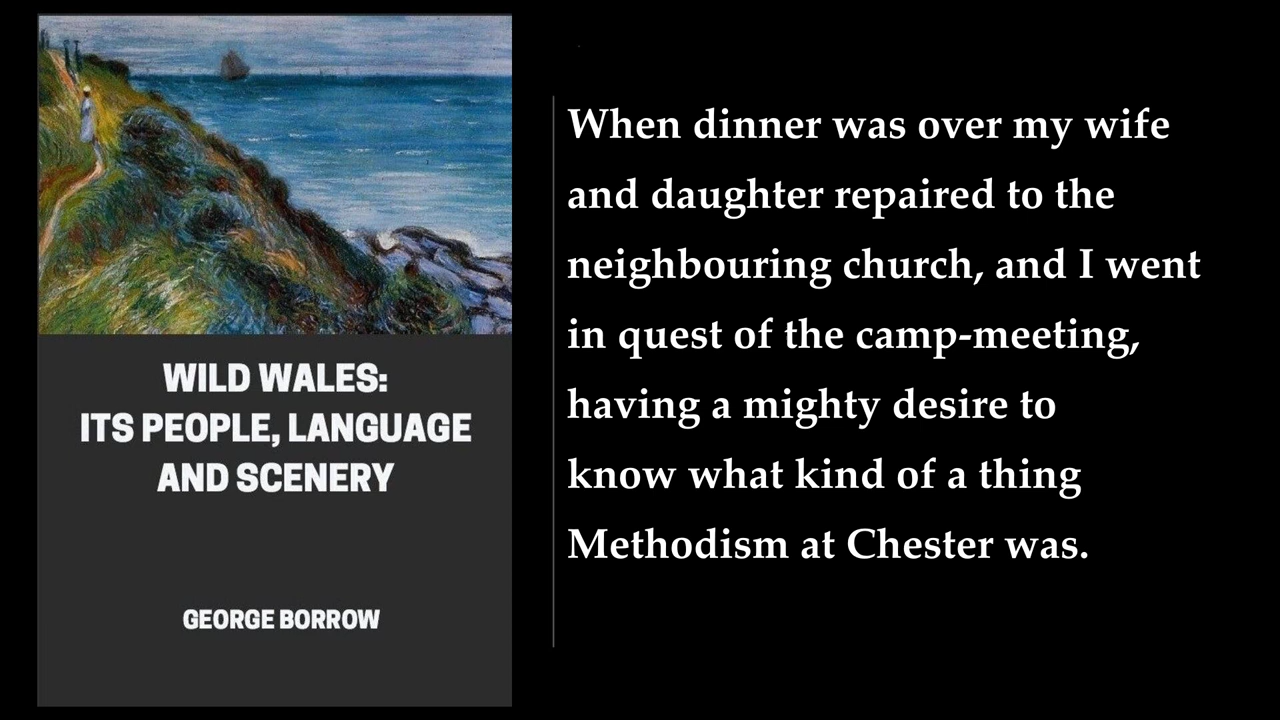 WILD WALES:
ITS PEOPLE, LANGUAGE
AND SCENERY
GEORGE BORROW
When dinner was over my wife
and daughter repaired to the
neighbouring church, and I went
in quest of the camp-meeting,
having a mighty desire to
know what kind of a thing
Methodism at Chester was.